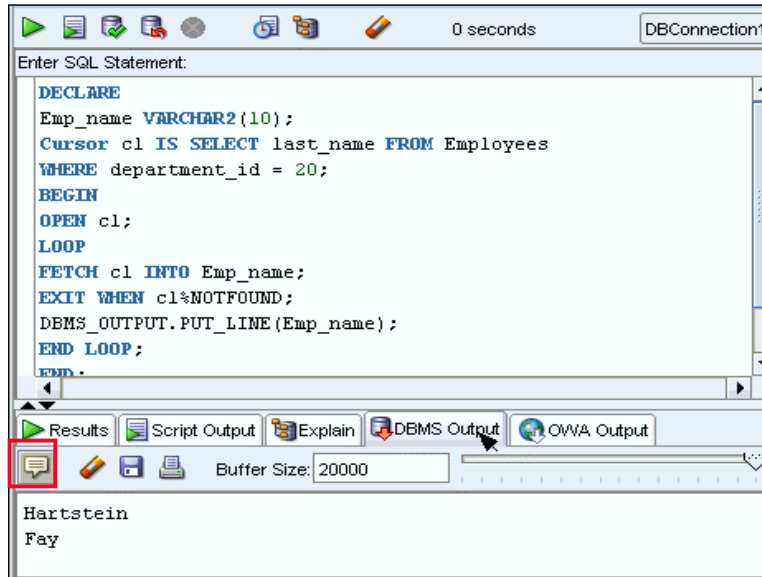 0 seconds DBConnection1
Enter SQL Statement:
DECLARE
Emp_name VARCHAR2(10);
Cursor c1 IS SELECT last_name FROM Employees
WHERE department_id = 20;
BEGIN
OPEN c1;
LOOP
FETCH c1 INTO Emp_name;
EXIT WHEN c1%NOTFOUND;
DBMS_OUTPUT.PUT_LINE(Emp_name);
END LOOP;
END;
Results Script Output Explain DBMS Output OWA Output
Buffer Size: 20000
Hartstein
Fay